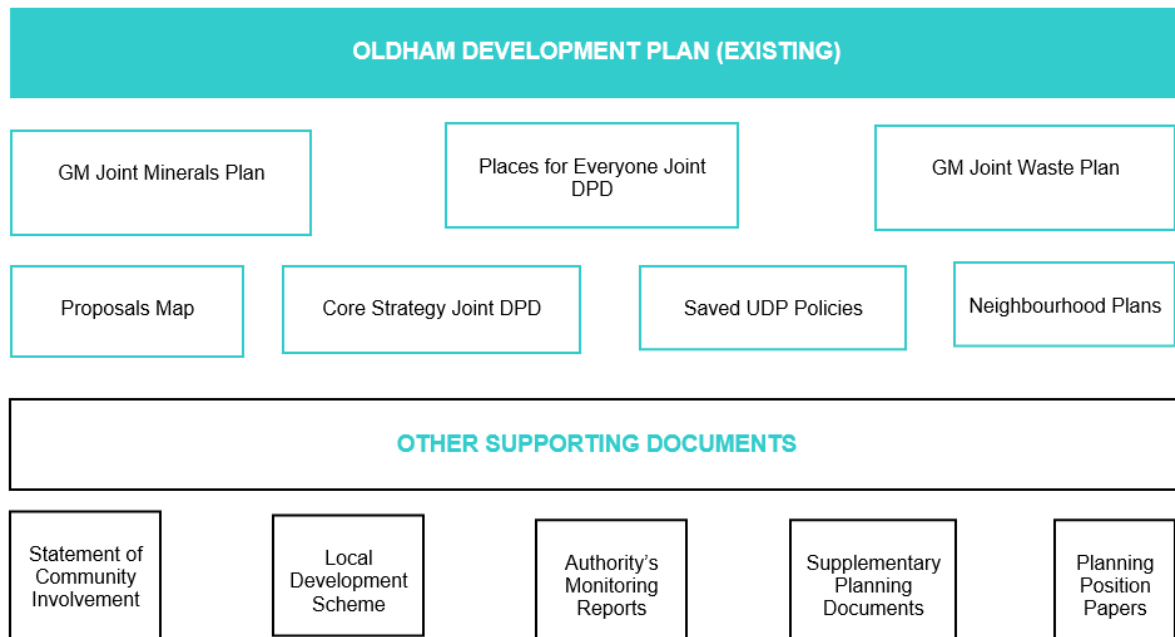 OLDHAM DEVELOPMENT PLAN (EXISTING)
GM Joint Minerals Plan
Places for Everyone Joint
DPD
GM Joint Waste Plan
Proposals Map
Core Strategy Joint DPD
Saved UDP Policies
Neighbourhood Plans
OTHER SUPPORTING DOCUMENTS
Statement of
Community
Involvement
Local
Development
Scheme
Authority’s
Monitoring
Reports
Supplementary
Planning
Documents
Planning
Position
Papers